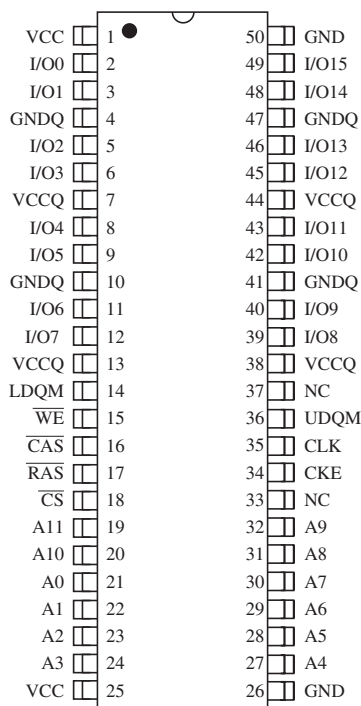 VCC 1 50 GND
I/O0 2 49 I/O15
I/O1 3 48 I/O14
GNDQ 4 47 GNDQ
I/O2 5 46 I/O13
I/O3 6 45 I/O12
VCCQ 7 44 VCCQ
I/O4 8 43 I/O11
I/O5 9 42 I/O10
GNDQ 10 41 GNDQ
I/O6 11 40 I/O9
I/O7 12 39 I/O8
VCCQ 13 38 VCCQ
LDQM 14 37 NC
W̅E̅ 15 36 UDQM
C̅A̅S̅ 16 35 CLK
R̅A̅S̅ 17 34 CKE
C̅S̅ 18 33 NC
A11 19 32 A9
A10 20 31 A8
A0 21 30 A7
A1 22 29 A6
A2 23 28 A5
A3 24 27 A4
VCC 25 26 GND